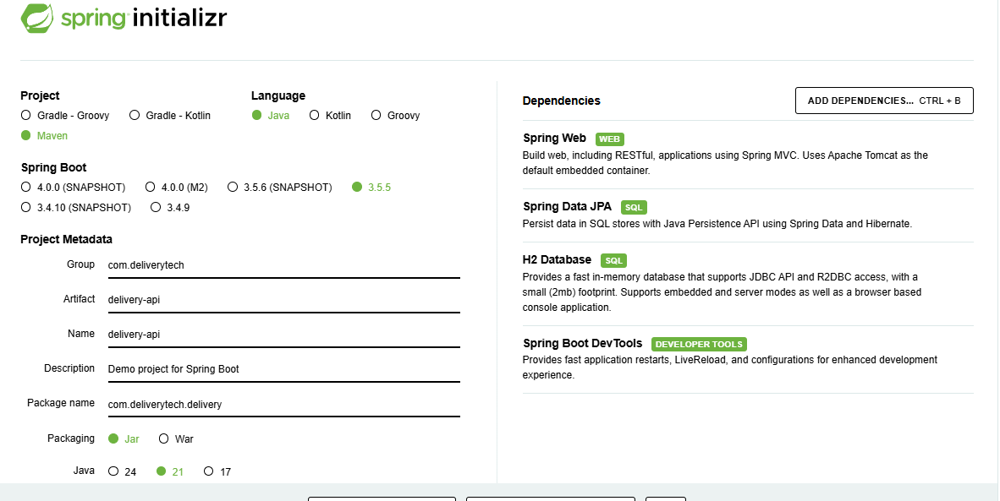 spring initializr
Project
Gradle - Groovy Gradle - Kotlin
Maven
Language
Java Kotlin Groovy
Spring Boot
4.0.0 (SNAPSHOT) 4.0.0 (M2) 3.5.6 (SNAPSHOT) 3.5.5
3.4.10 (SNAPSHOT) 3.4.9
Project Metadata
Group com.deliverytech
Artifact delivery-api
Name delivery-api
Description Demo project for Spring Boot
Package name com.deliverytech.delivery
Packaging Jar War
Java 24 21 17
Dependencies
ADD DEPENDENCIES... CTRL + B
Spring Web WEB
Build web, including RESTful, applications using Spring MVC. Uses Apache Tomcat as the
default embedded container.
Spring Data JPA SQL
Persist data in SQL stores with Java Persistence API using Spring Data and Hibernate.
H2 Database SQL
Provides a fast in-memory database that supports JDBC API and R2DBC access, with a
small (2mb) footprint. Supports embedded and server modes as well as a browser based
console application.
Spring Boot DevTools DEVELOPER TOOLS
Provides fast application restarts, LiveReload, and configurations for enhanced development
experience.